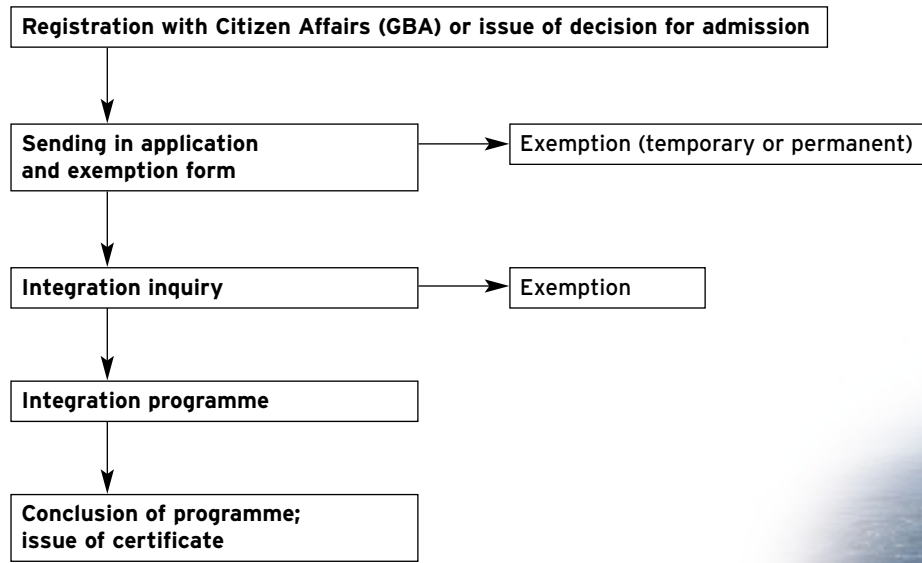 Registration with Citizen Affairs (GBA) or issue of decision for admission
Sending in application
and exemption form
Exemption (temporary or permanent)
Integration inquiry
Exemption
Integration programme
Conclusion of programme;
issue of certificate